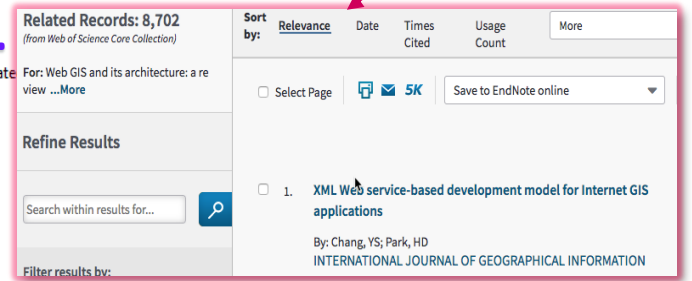 Related Records: 8,702
(from Web of Science Core Collection)
For: Web GIS and its architecture: a re
view ...More
Refine Results
Search within results for...
Filter results by:
Sort
by:
Relevance
Date
Times
Cited
Usage
Count
More
Select Page
5K
Save to EndNote online
1.
XML Web service-based development model for Internet GIS
applications
By: Chang, YS; Park, HD
INTERNATIONAL JOURNAL OF GEOGRAPHICAL INFORMATION